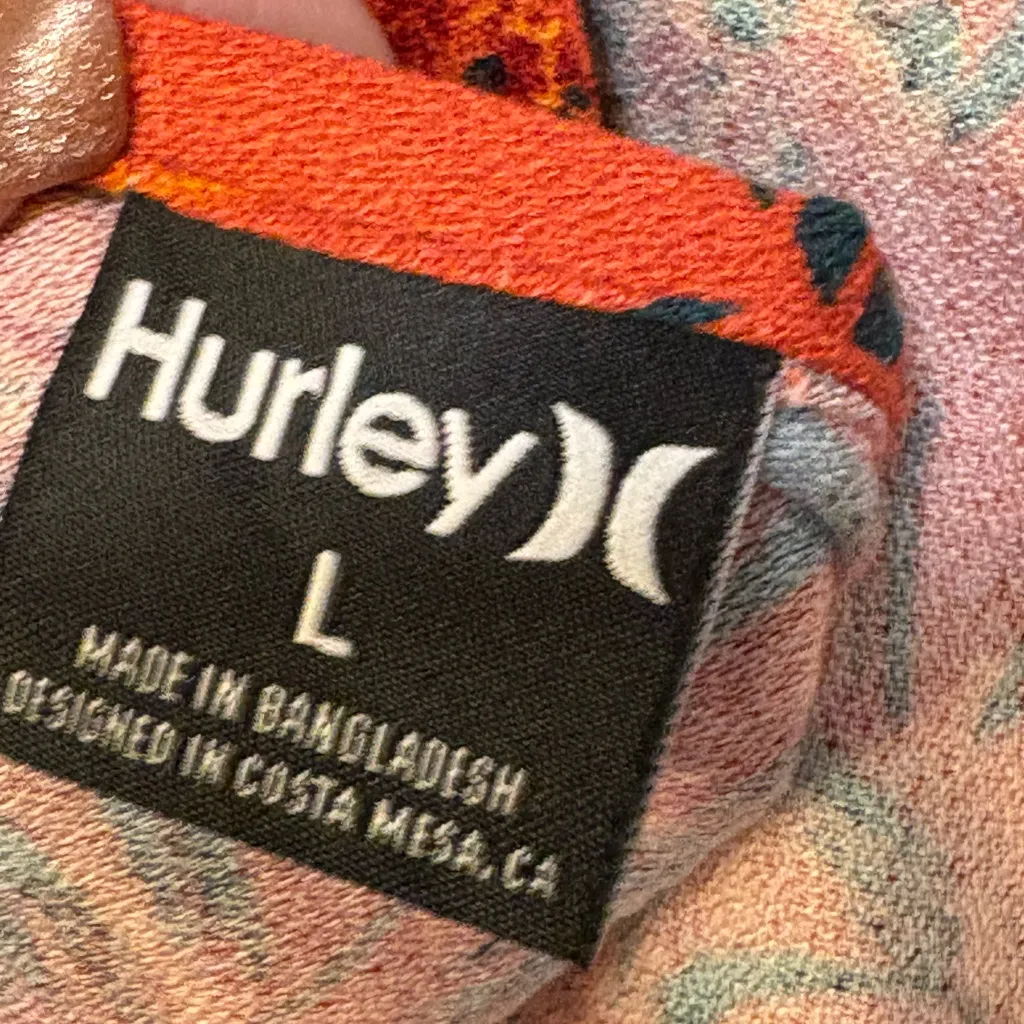 Hurley
L
MADE IN BANGLADESH
DESIGNED IN COSTA MESA, CA